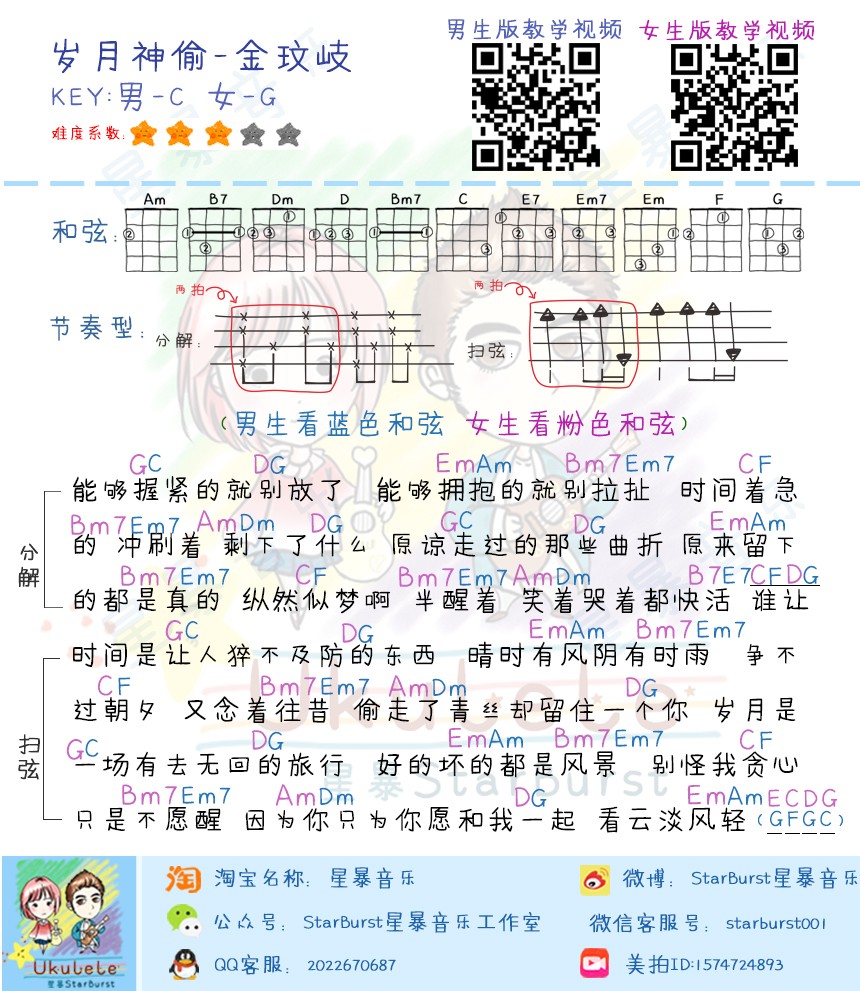 男生版教学视频 女生版教学视频
岁月神偷-金玟岐
KEY:男-C 女-G
难度系数:
Am B7 Dm D Bm7 C E7 Em7 Em F G
和弦:
两拍 两拍
节奏型: 分解: 扫弦:
(男生看蓝色和弦 女生看粉色和弦)
GC DG EmAm Bm7Em7 CF
能够握紧的就别放了 能够拥抱的就别拉扯 时间着急
Bm7Em7 AmDm DG GC DG EmAm
的 冲刷着 剩下了什么 原谅走过的那些曲折 原来留下
分解
Bm7Em7 CF Bm7Em7 AmDm B7E7CFDG
的都是真的 纵然似梦啊 半醒着 笑着哭着都快活 谁让
GC DG EmAm Bm7Em7
时间是让人猝不及防的东西 晴时有风阴有时雨 争不
CF Bm7Em7 AmDm DG
过朝夕 又念着往昔 偷走了青丝却留住一个你 岁月是
扫弦
GC DG EmAm Bm7Em7 CF
一场有去无回的旅行 好的坏的都是风景 别怪我贪心
Bm7Em7 AmDm DG EmAmECDG
只是不愿醒 因为你只为你愿和我一起 看云淡风轻(GFGC)
Ukulele
星暴StarBurst
淘 淘宝名称: 星暴音乐 微博: StarBurst星暴音乐
公众号: StarBurst星暴音乐工作室 微信客服号: starburst001
QQ客服: 2022670687 美拍ID:1574724893
Ukulele
星暴StarBurst